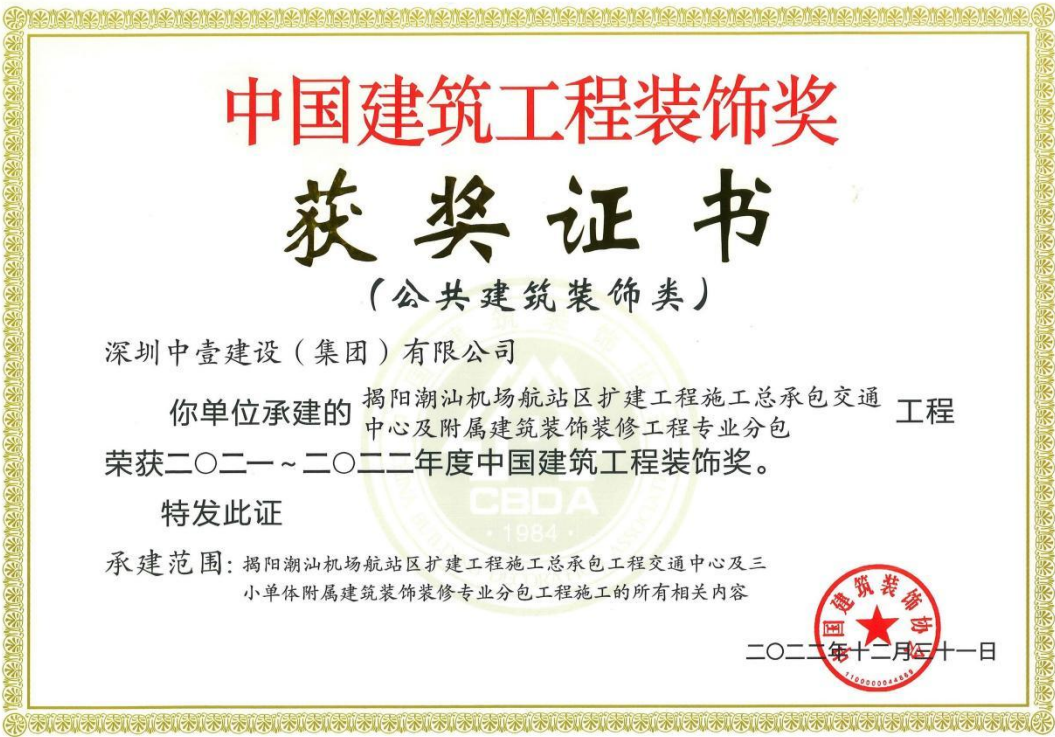 中国建筑工程装饰奖
获奖证书
（公共建筑装饰类）
深圳中壹建设（集团）有限公司
你单位承建的 揭阳潮汕机场航站区扩建工程施工总承包交通
中心及附属建筑装饰装修工程专业分包 工程
荣获二〇二一~二〇二二年度中国建筑工程装饰奖。
特发此证
承建范围: 揭阳潮汕机场航站区扩建工程施工总承包工程交通中心及三
小单体附属建筑装饰装修专业分包工程施工的所有相关内容
二〇二二年十二月三十一日
中国建筑装饰协会
CBDA
·1984·